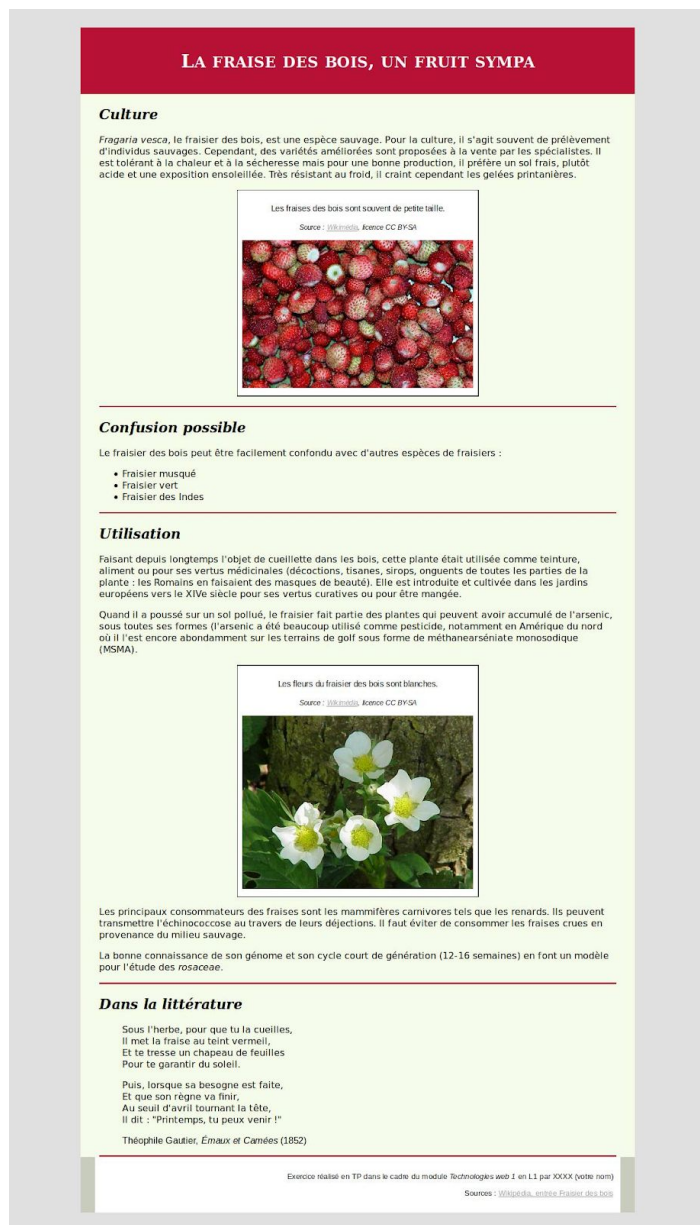 La fraise des bois, un fruit sympa
Culture
Fragaria vesca, le fraisier des bois, est une espèce sauvage. Pour la culture, il s'agit souvent de prélèvement
d'individus sauvages. Cependant, des variétés améliorées sont proposées à la vente par les spécialistes. Il
est tolérant à la chaleur et à la sécheresse mais pour une bonne production, il préfère un sol frais, plutôt
acide et une exposition ensoleillée. Très résistant au froid, il craint cependant les gelées printanières.
Les fraises des bois sont souvent de petite taille.
Source : Wikimédia, licence CC BY-SA
Confusion possible
Le fraisier des bois peut être facilement confondu avec d'autres espèces de fraisiers :
• Fraisier musqué
• Fraisier vert
• Fraisier des Indes
Utilisation
Faisant depuis longtemps l'objet de cueillette dans les bois, cette plante était utilisée comme teinture,
aliment ou pour ses vertus médicinales (décoctions, tisanes, sirops, onguents de toutes les parties de la
plante : les Romains en faisaient des masques de beauté). Elle est introduite et cultivée dans les jardins
européens vers le XIVe siècle pour ses vertus curatives ou pour être mangée.
Quand il a poussé sur un sol pollué, le fraisier fait partie des plantes qui peuvent avoir accumulé de l'arsenic,
sous toutes ses formes (l'arsenic a été beaucoup utilisé comme pesticide, notamment en Amérique du nord
où il l'est encore abondamment sur les terrains de golf sous forme de méthanearséniate monosodique
(MSMA).
Les fleurs du fraisier des bois sont blanches.
Source : Wikimédia, licence CC BY-SA
Les principaux consommateurs des fraises sont les mammifères carnivores tels que les renards. Ils peuvent
transmettre l'échinococcose au travers de leurs déjections. Il faut éviter de consommer les fraises crues en
provenance du milieu sauvage.
La bonne connaissance de son génome et son cycle court de génération (12-16 semaines) en font un modèle
pour l'étude des rosaceae.
Dans la littérature
Sous l'herbe, pour que tu la cueilles,
Il met la fraise au teint vermeil,
Et te tresse un chapeau de feuilles
Pour te garantir du soleil.
Puis, lorsque sa besogne est faite,
Et que son règne va finir,
Au seuil d'avril tournant la tête,
Il dit : "Printemps, tu peux venir !"
Théophile Gautier, Émaux et Camées (1852)
Exercice réalisé en TP dans le cadre du module Technologies web 1 en L1 par XXXX (votre nom)
Sources : Wikipédia, entrée Fraisier des bois